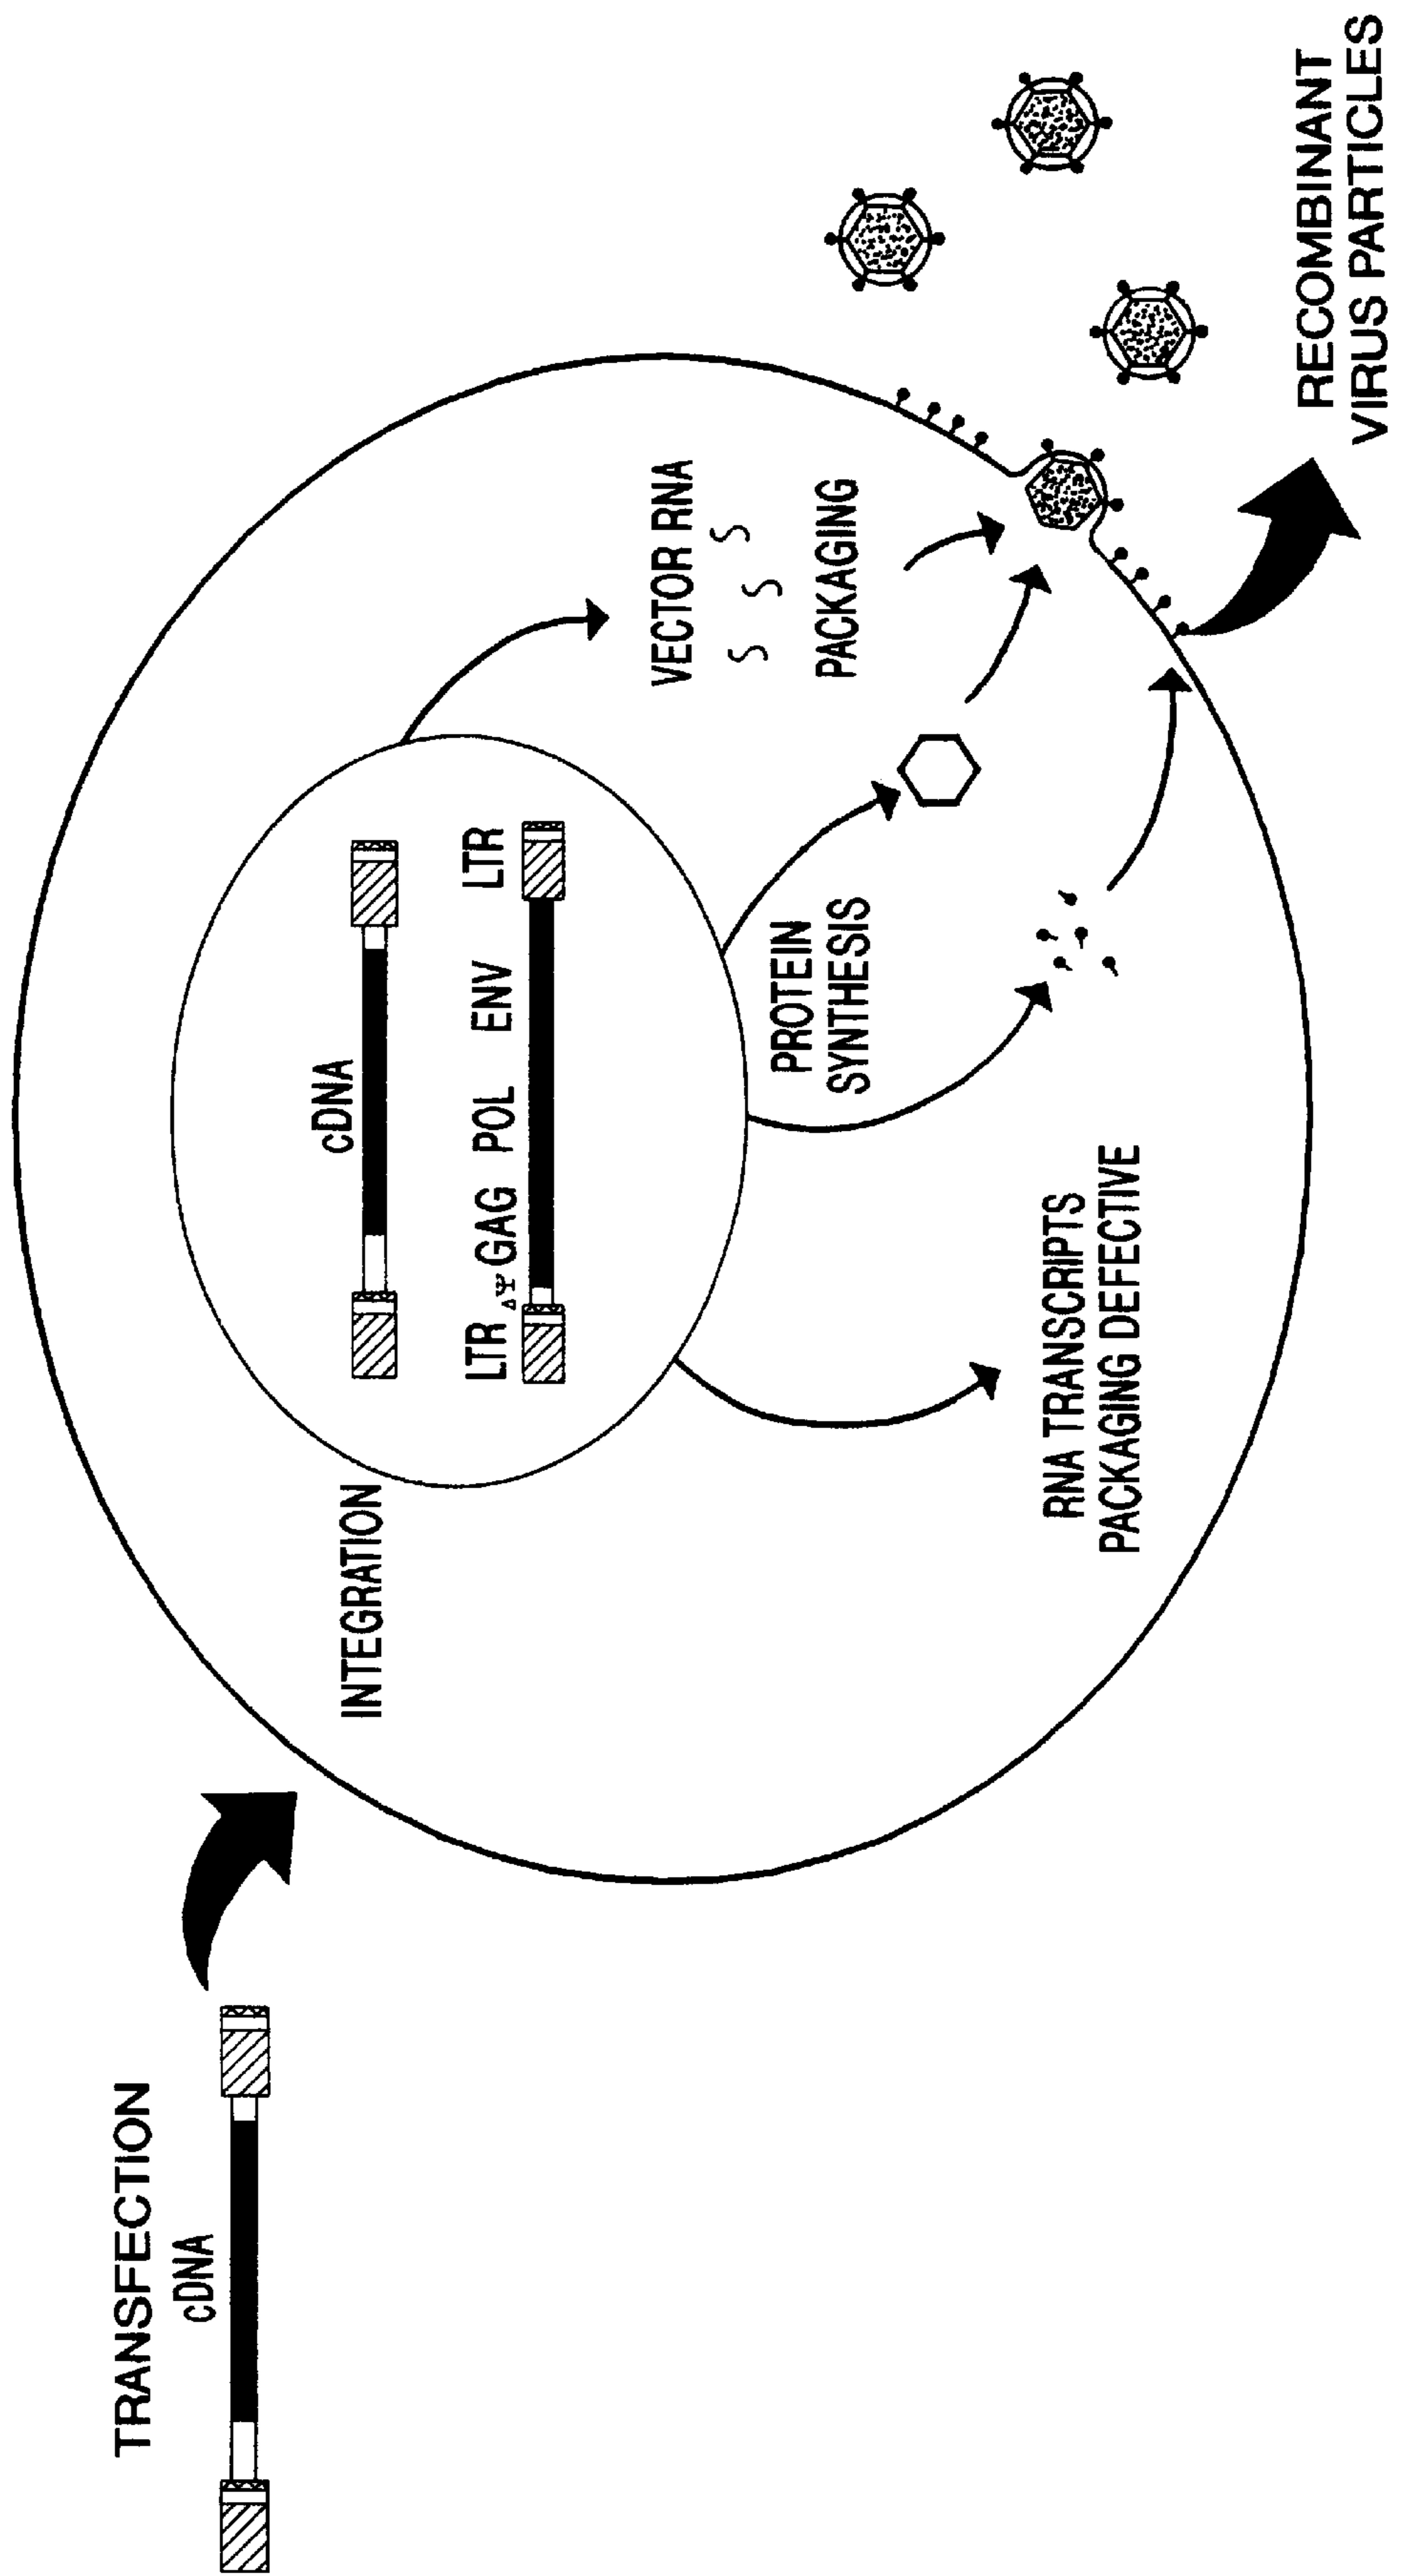 TRANSFECTION
cDNA
INTEGRATION
cDNA
LTR ΔΨ GAG POL ENV LTR
VECTOR RNA
S S S
PACKAGING
PROTEIN
SYNTHESIS
RNA TRANSCRIPTS
PACKAGING DEFECTIVE
RECOMBINANT
VIRUS PARTICLES